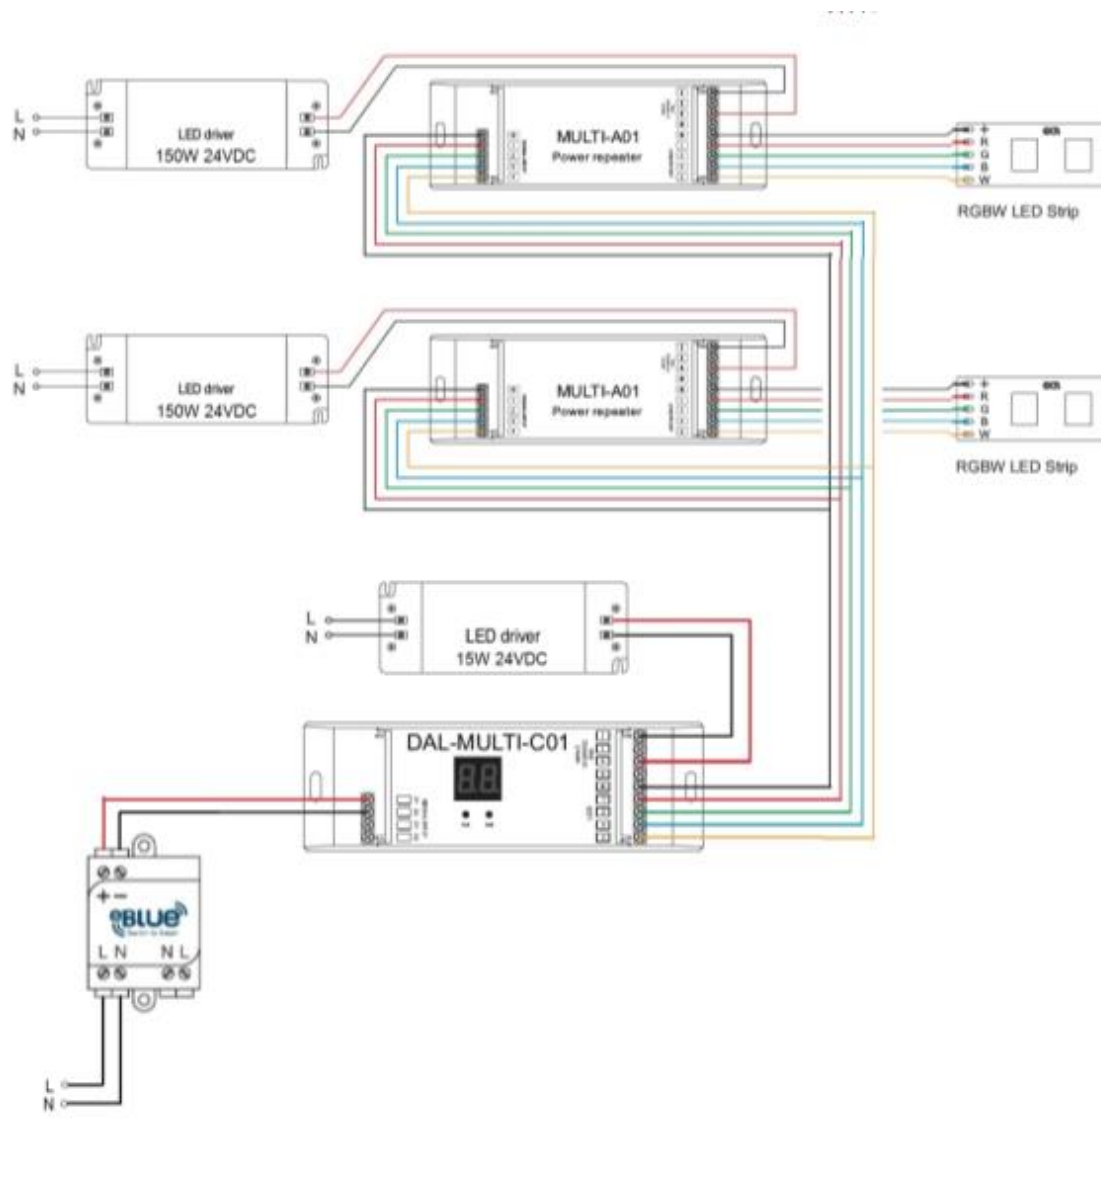 L
N
LED driver
150W 24VDC
MULTI-A01
Power repeater
+
R
G
B
W
RGBW LED Strip
L
N
LED driver
150W 24VDC
MULTI-A01
Power repeater
+
R
G
B
W
RGBW LED Strip
L
N
LED driver
15W 24VDC
DAL-MULTI-C01
88
+ −
eBLUE
L N N L
L
N